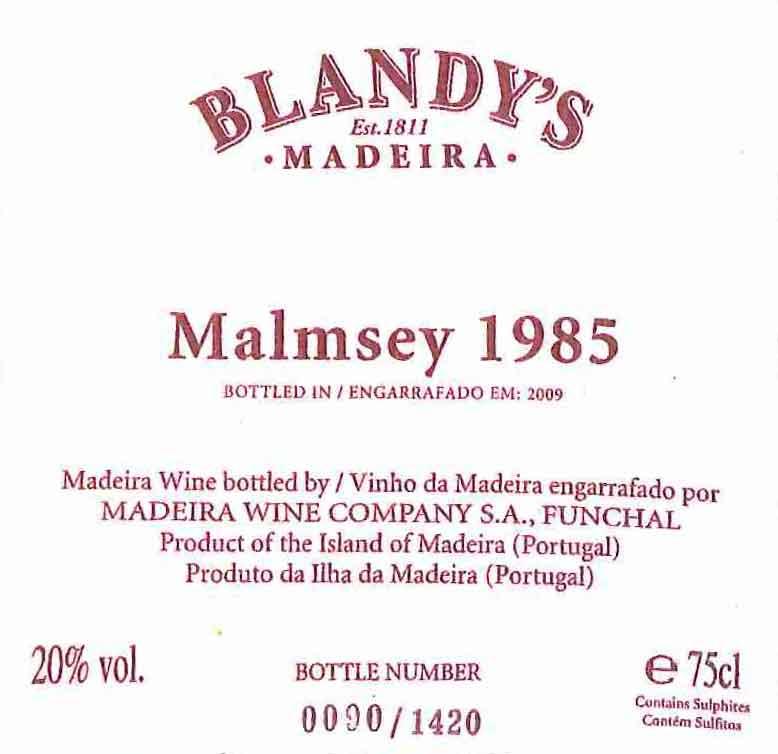 BLANDY'S
Est.1811
·MADEIRA·
Malmsey 1985
BOTTLED IN / ENGARRAFADO EM: 2009
Madeira Wine bottled by / Vinho da Madeira engarrafado por
MADEIRA WINE COMPANY S.A., FUNCHAL
Product of the Island of Madeira (Portugal)
Produto da Ilha da Madeira (Portugal)
20% vol.
BOTTLE NUMBER
0090/1420
℮ 75cl
Contains Sulphites
Contém Sulfitos